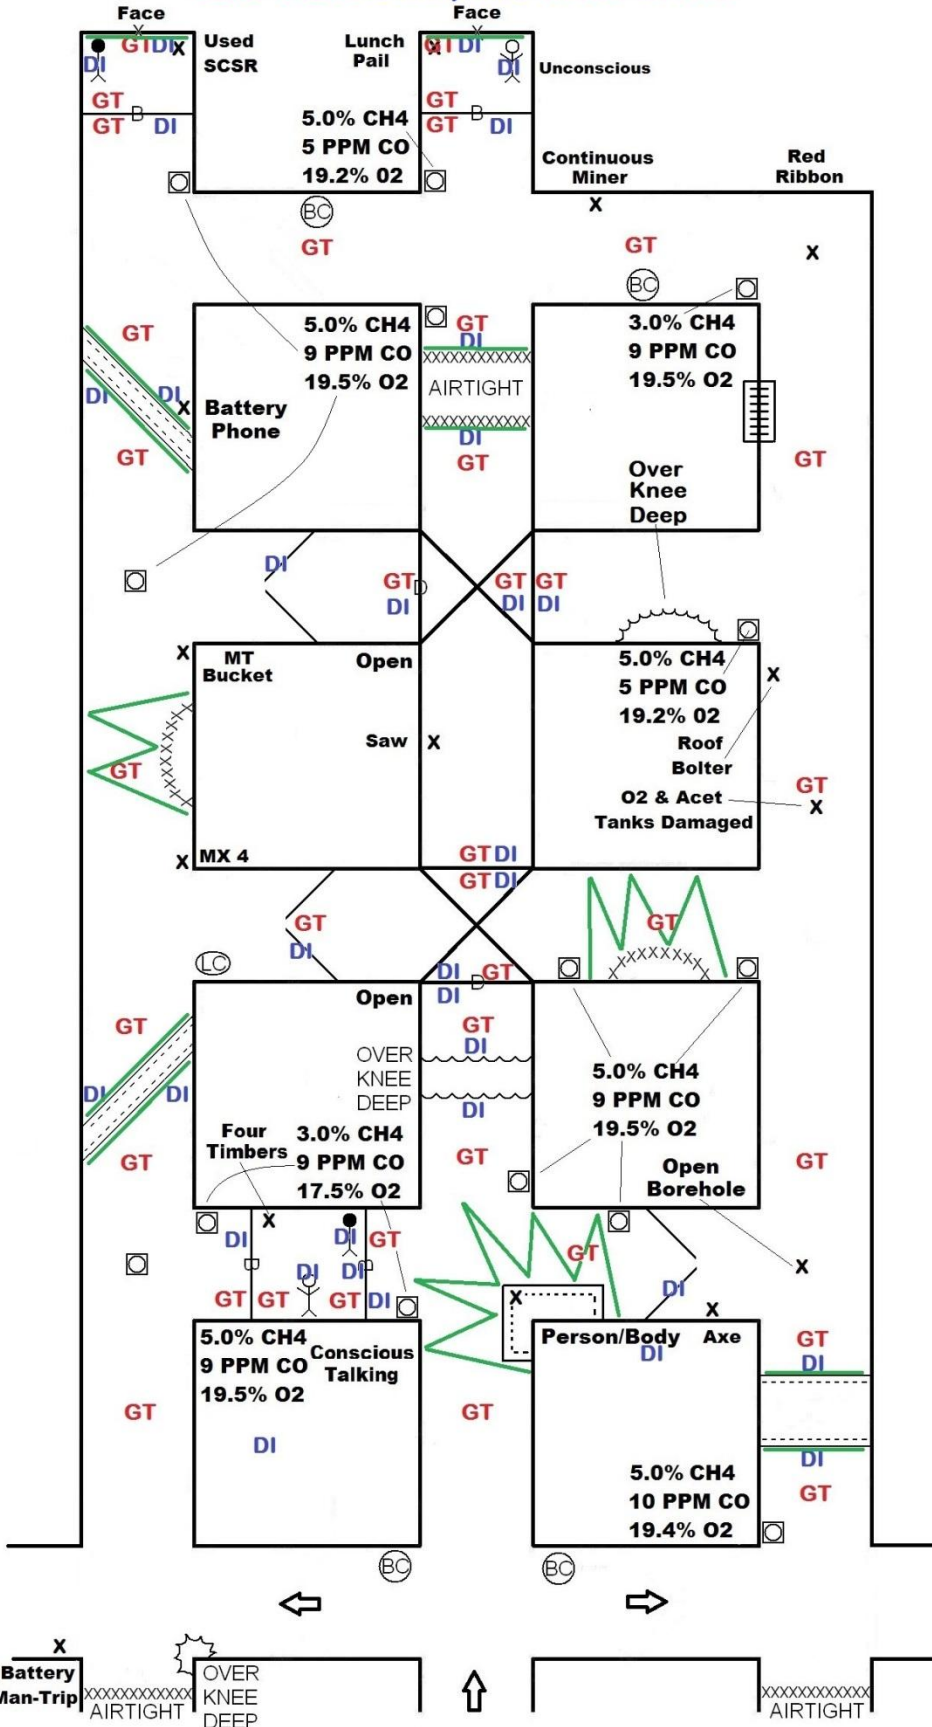 Face
Face
GT DI X
Used
SCSR
Lunch
Pail
GT DI
X
DI
DI
Unconscious
GT
B
GT DI
GT
B
GT DI
5.0% CH4
5 PPM CO
19.2% 02
Continuous
Miner
X
Red
Ribbon
X
BC
GT
GT
BC
GT
5.0% CH4
9 PPM CO
19.5% O2
GT
DI
XXXXXXXXXXXX
AIRTIGHT
XXXXXXXXXXXX
DI
GT
3.0% CH4
9 PPM CO
19.5% O2
DI
DI
X
Battery
Phone
GT
GT
Over
Knee
Deep
DI
GT
D
DI
GT
DI
GT
DI
X
MT
Bucket
Open
5.0% CH4
5 PPM CO
19.2% 02
X
GT
Saw X
Roof
Bolter
O2 & Acet
Tanks Damaged
GT
X
X MX 4
GT DI
GT DI
GT
DI
GT
LC
DI
D
GT
DI
Open
GT
GT
DI
OVER
KNEE
DEEP
DI
5.0% CH4
9 PPM CO
19.5% O2
DI
DI
GT
Four
Timbers
3.0% CH4
9 PPM CO
17.5% O2
GT
Open
Borehole
GT
X
DI
B
GT
GT
DI
DI
DI
GT
B
GT
DI
GT
DI
X
X
X
5.0% CH4
9 PPM CO
19.5% O2
Conscious
Talking
Person/Body
DI
Axe
GT
DI
GT
DI
GT
DI
GT
5.0% CH4
10 PPM CO
19.4% O2
BC
BC
X
Battery
Man-Trip
XXXXXXXXXXXX
AIRTIGHT
OVER
KNEE
DEEP
XXXXXXXXXXXX
AIRTIGHT